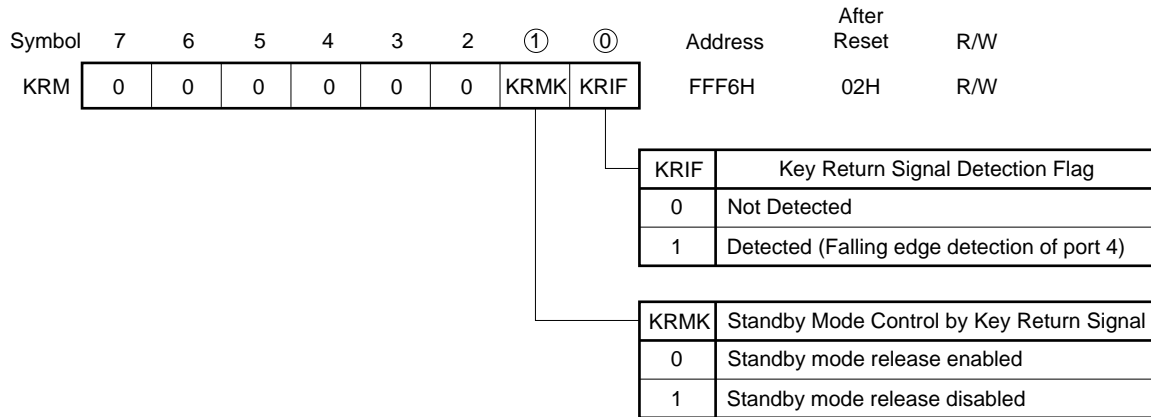 After
Symbol 7 6 5 4 3 2 ① ⓪ Address Reset R/W
KRM 0 0 0 0 0 0 KRMK KRIF FFF6H 02H R/W
KRIF Key Return Signal Detection Flag
0 Not Detected
1 Detected (Falling edge detection of port 4)
KRMK Standby Mode Control by Key Return Signal
0 Standby mode release enabled
1 Standby mode release disabled